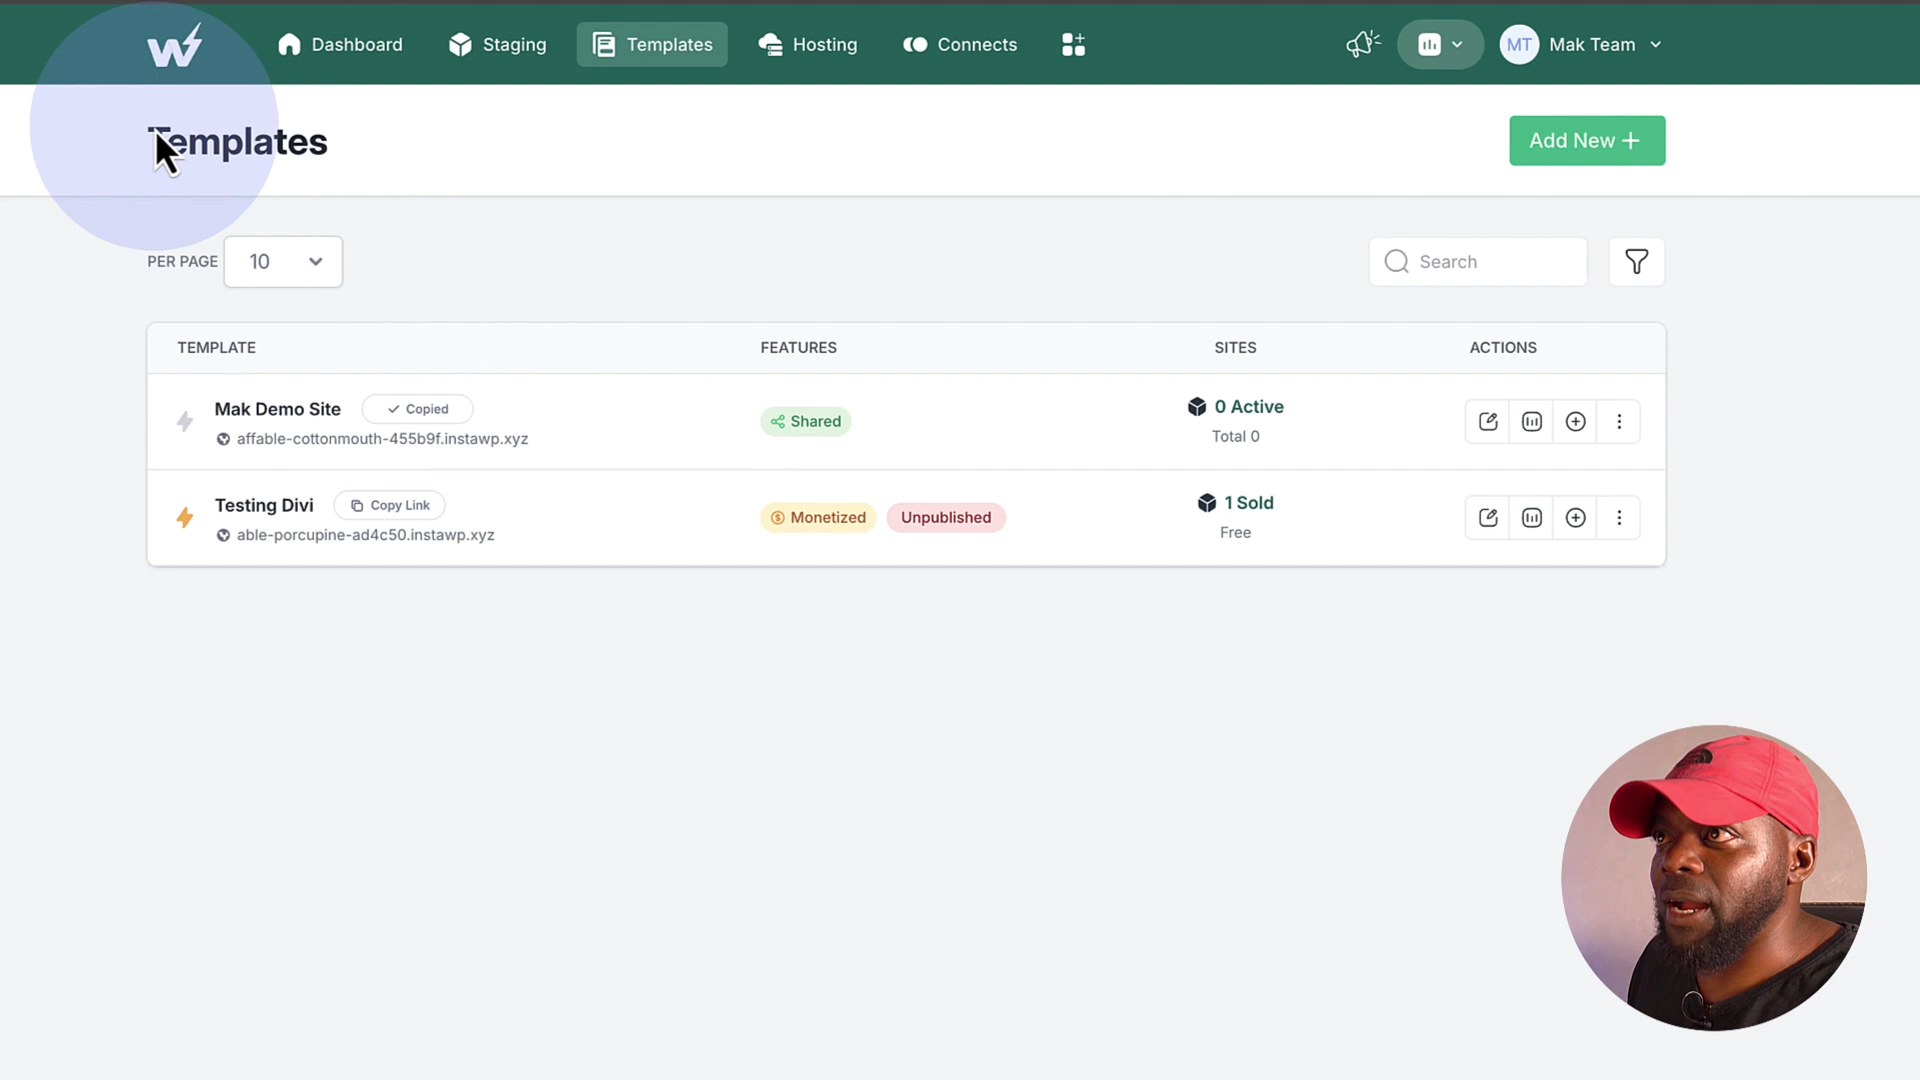 Dashboard Staging Templates Hosting Connects MT Mak Team
Templates Add New +
PER PAGE 10 Search
TEMPLATE FEATURES SITES ACTIONS
Mak Demo Site Copied Shared 0 Active
affable-cottonmouth-455b9f.instawp.xyz Total 0
Testing Divi Copy Link Monetized Unpublished 1 Sold
able-porcupine-ad4c50.instawp.xyz Free